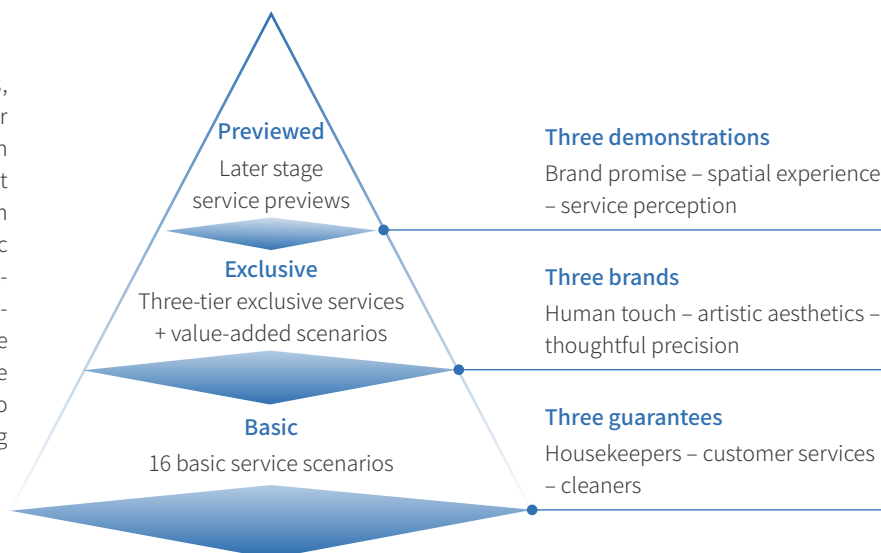 Previewed
Later stage
service previews
Exclusive
Three-tier exclusive services
+ value-added scenarios
Basic
16 basic service scenarios
Three demonstrations
Brand promise – spatial experience
– service perception
Three brands
Human touch – artistic aesthetics –
thoughtful precision
Three guarantees
Housekeepers – customer services
– cleaners